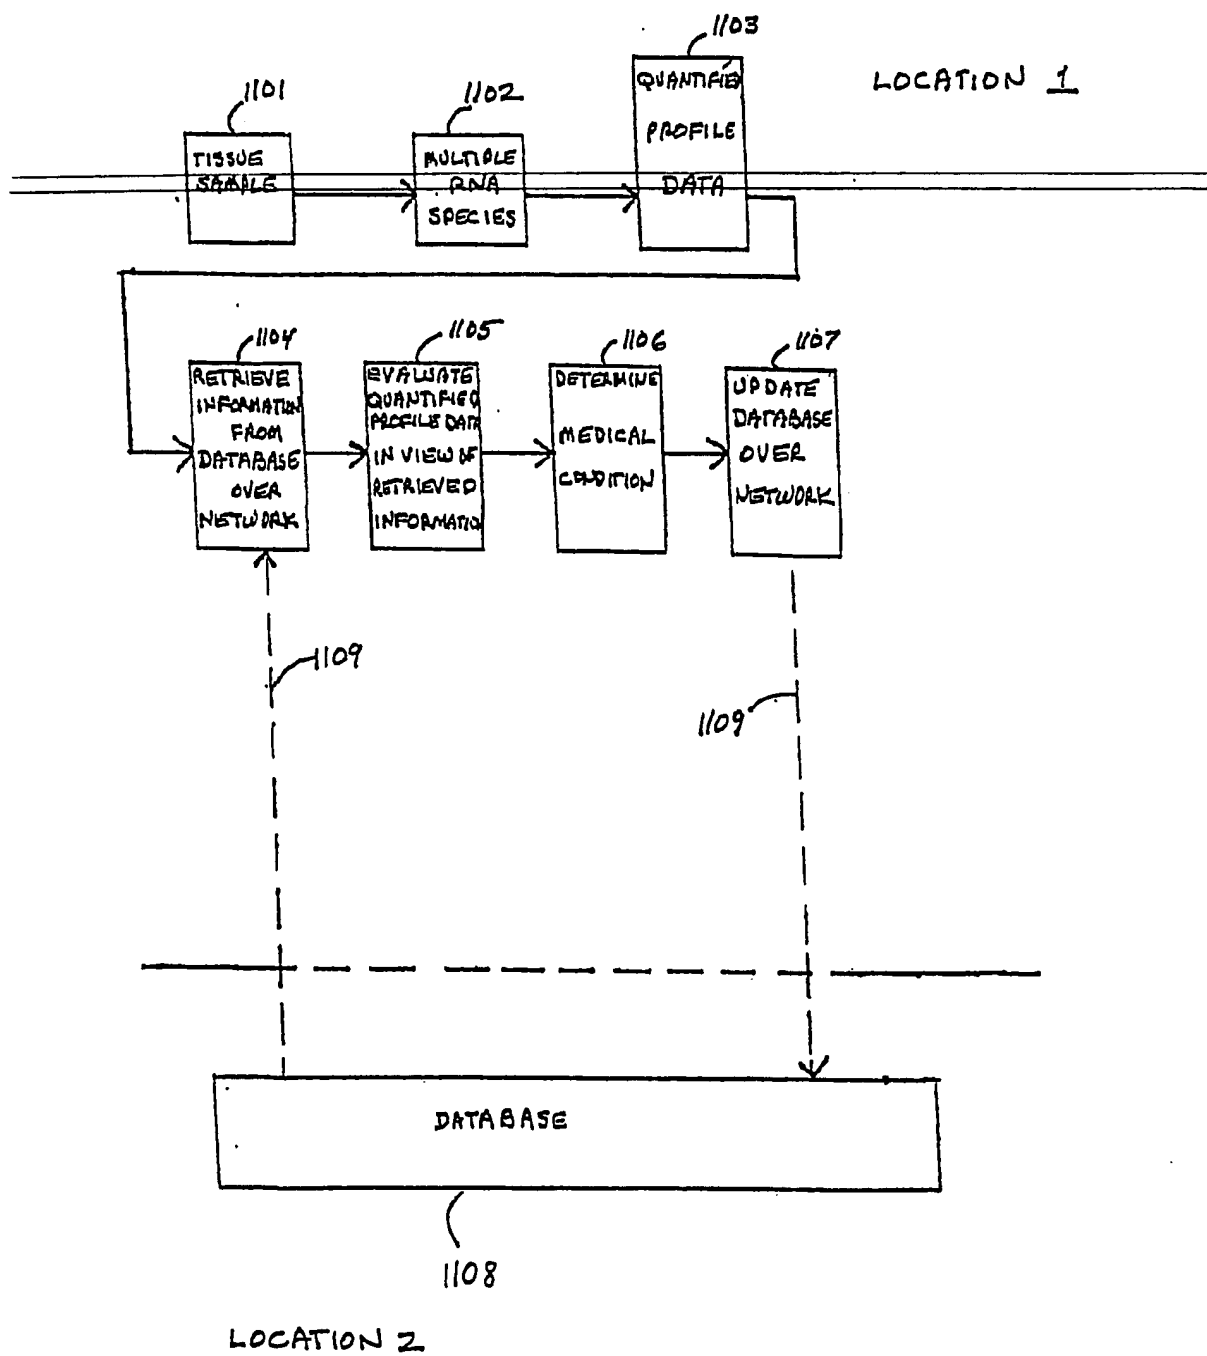 1103
LOCATION 1
1101
1102
QUANTIFIED
PROFILE
DATA
TISSUE
SAMPLE
MULTIPLE
RNA
SPECIES
1104
1105
1106
1107
RETRIEVE
INFORMATION
FROM
DATABASE
OVER
NETWORK
EVALUATE
QUANTIFIED
PROFILE DATA
IN VIEW OF
RETRIEVED
INFORMATION
DETERMINE
MEDICAL
CONDITION
UPDATE
DATABASE
OVER
NETWORK
1109
1109
DATABASE
1108
LOCATION 2